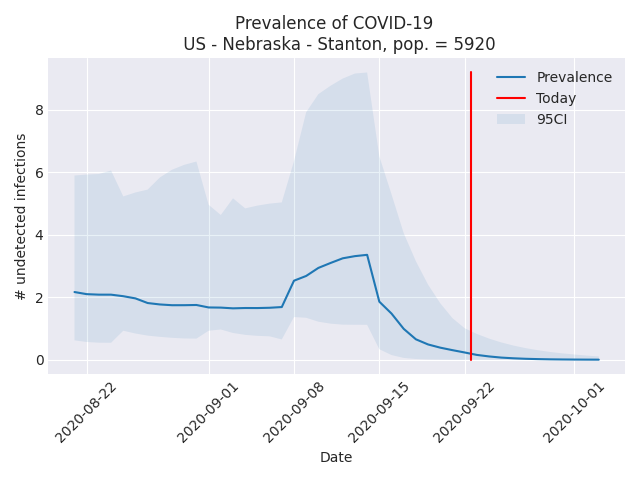 Prevalence of COVID-19
US - Nebraska - Stanton, pop. = 5920
Prevalence
Today
95CI
# undetected infections
8
6
4
2
0
2020-08-22
2020-09-01
2020-09-08
2020-09-15
2020-09-22
2020-10-01
Date